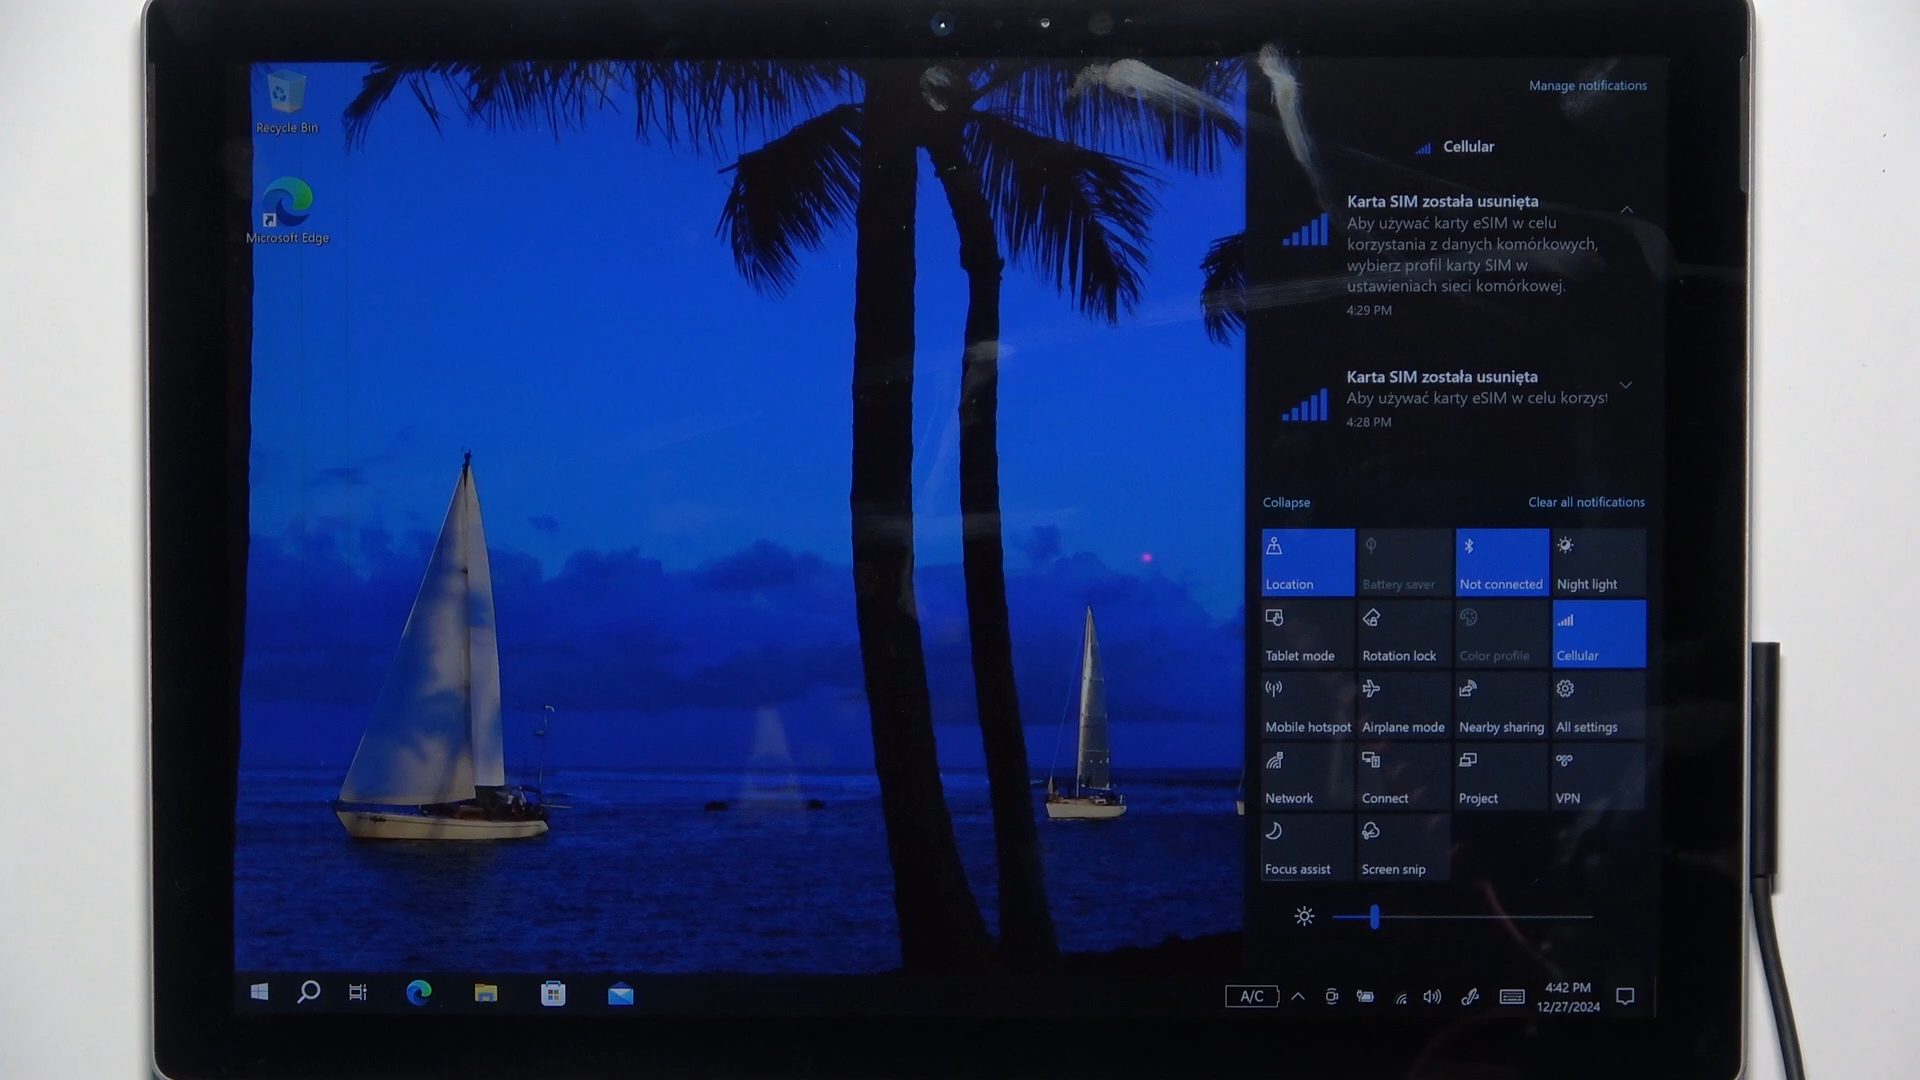 Recycle Bin
Microsoft Edge
Manage notifications
Cellular
Karta SIM została usunięta
Aby używać karty eSIM w celu
korzystania z danych komórkowych,
wybierz profil karty SIM w
ustawieniach sieci komórkowej.
4:29 PM
Karta SIM została usunięta
Aby używać karty eSIM w celu korzyst
4:28 PM
Collapse
Clear all notifications
Location
Battery saver
Not connected
Night light
Tablet mode
Rotation lock
Color profile
Cellular
Mobile hotspot
Airplane mode
Nearby sharing
All settings
Network
Connect
Project
VPN
Focus assist
Screen snip
A/C
4:42 PM
12/27/2024